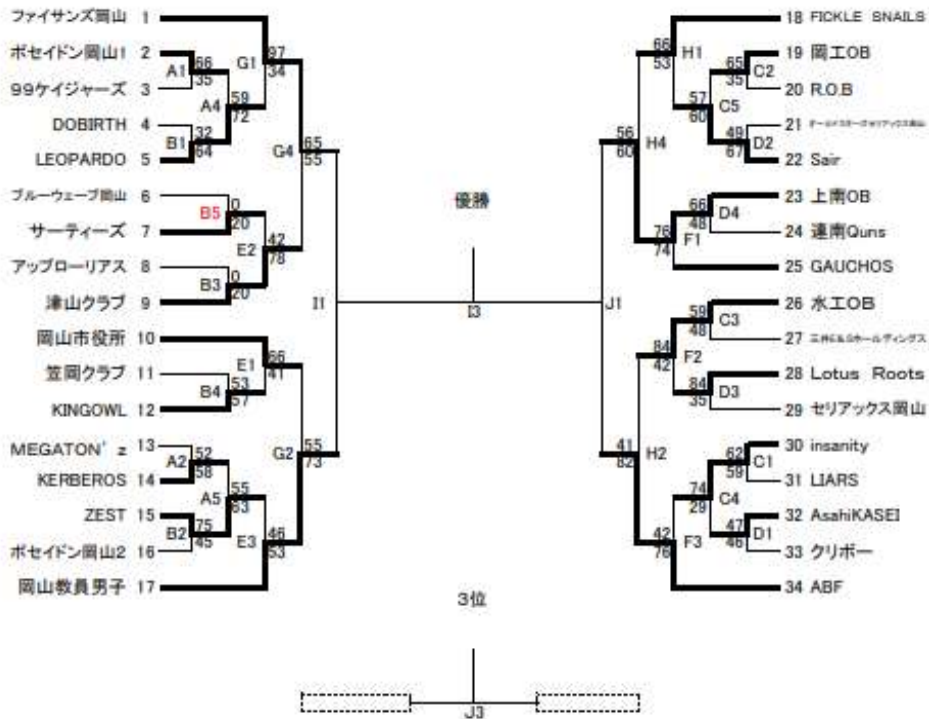 ファイサンズ岡山 1
ポセイドン岡山1 2
99ケイジャーズ 3
DOBIRTH 4
LEOPARDO 5
ブルーウェーブ岡山 6
サーティーズ 7
アップローリアス 8
津山クラブ 9
岡山市役所 10
笠岡クラブ 11
KINGOWL 12
MEGATON'z 13
KERBEROS 14
ZEST 15
ポセイドン岡山2 16
岡山教員男子 17
A1
66
35
B1
32
64
A4
59
72
G1
97
34
B5
0
20
B3
0
20
E2
42
78
G4
65
55
B4
53
57
E1
66
41
A2
52
58
B2
75
45
A5
55
63
E3
46
53
G2
55
73
I1
優勝
I3
J1
3位
J3
H1
66
53
C2
65
35
C5
57
60
D2
49
67
H4
56
60
D4
66
48
F1
76
74
C3
59
48
F2
84
42
D3
84
35
H2
41
82
C1
62
59
C4
74
29
D1
47
46
F3
42
76
18 FICKLE SNAILS
19 岡工OB
20 R.O.B
21
22 Sair
23 上南OB
24 連南Quns
25 GAUCHOS
26 水工OB
27 三井E&Sホールディングス
28 Lotus Roots
29 セリアックス岡山
30 insanity
31 LIARS
32 AsahiKASEI
33 クリボー
34 ABF